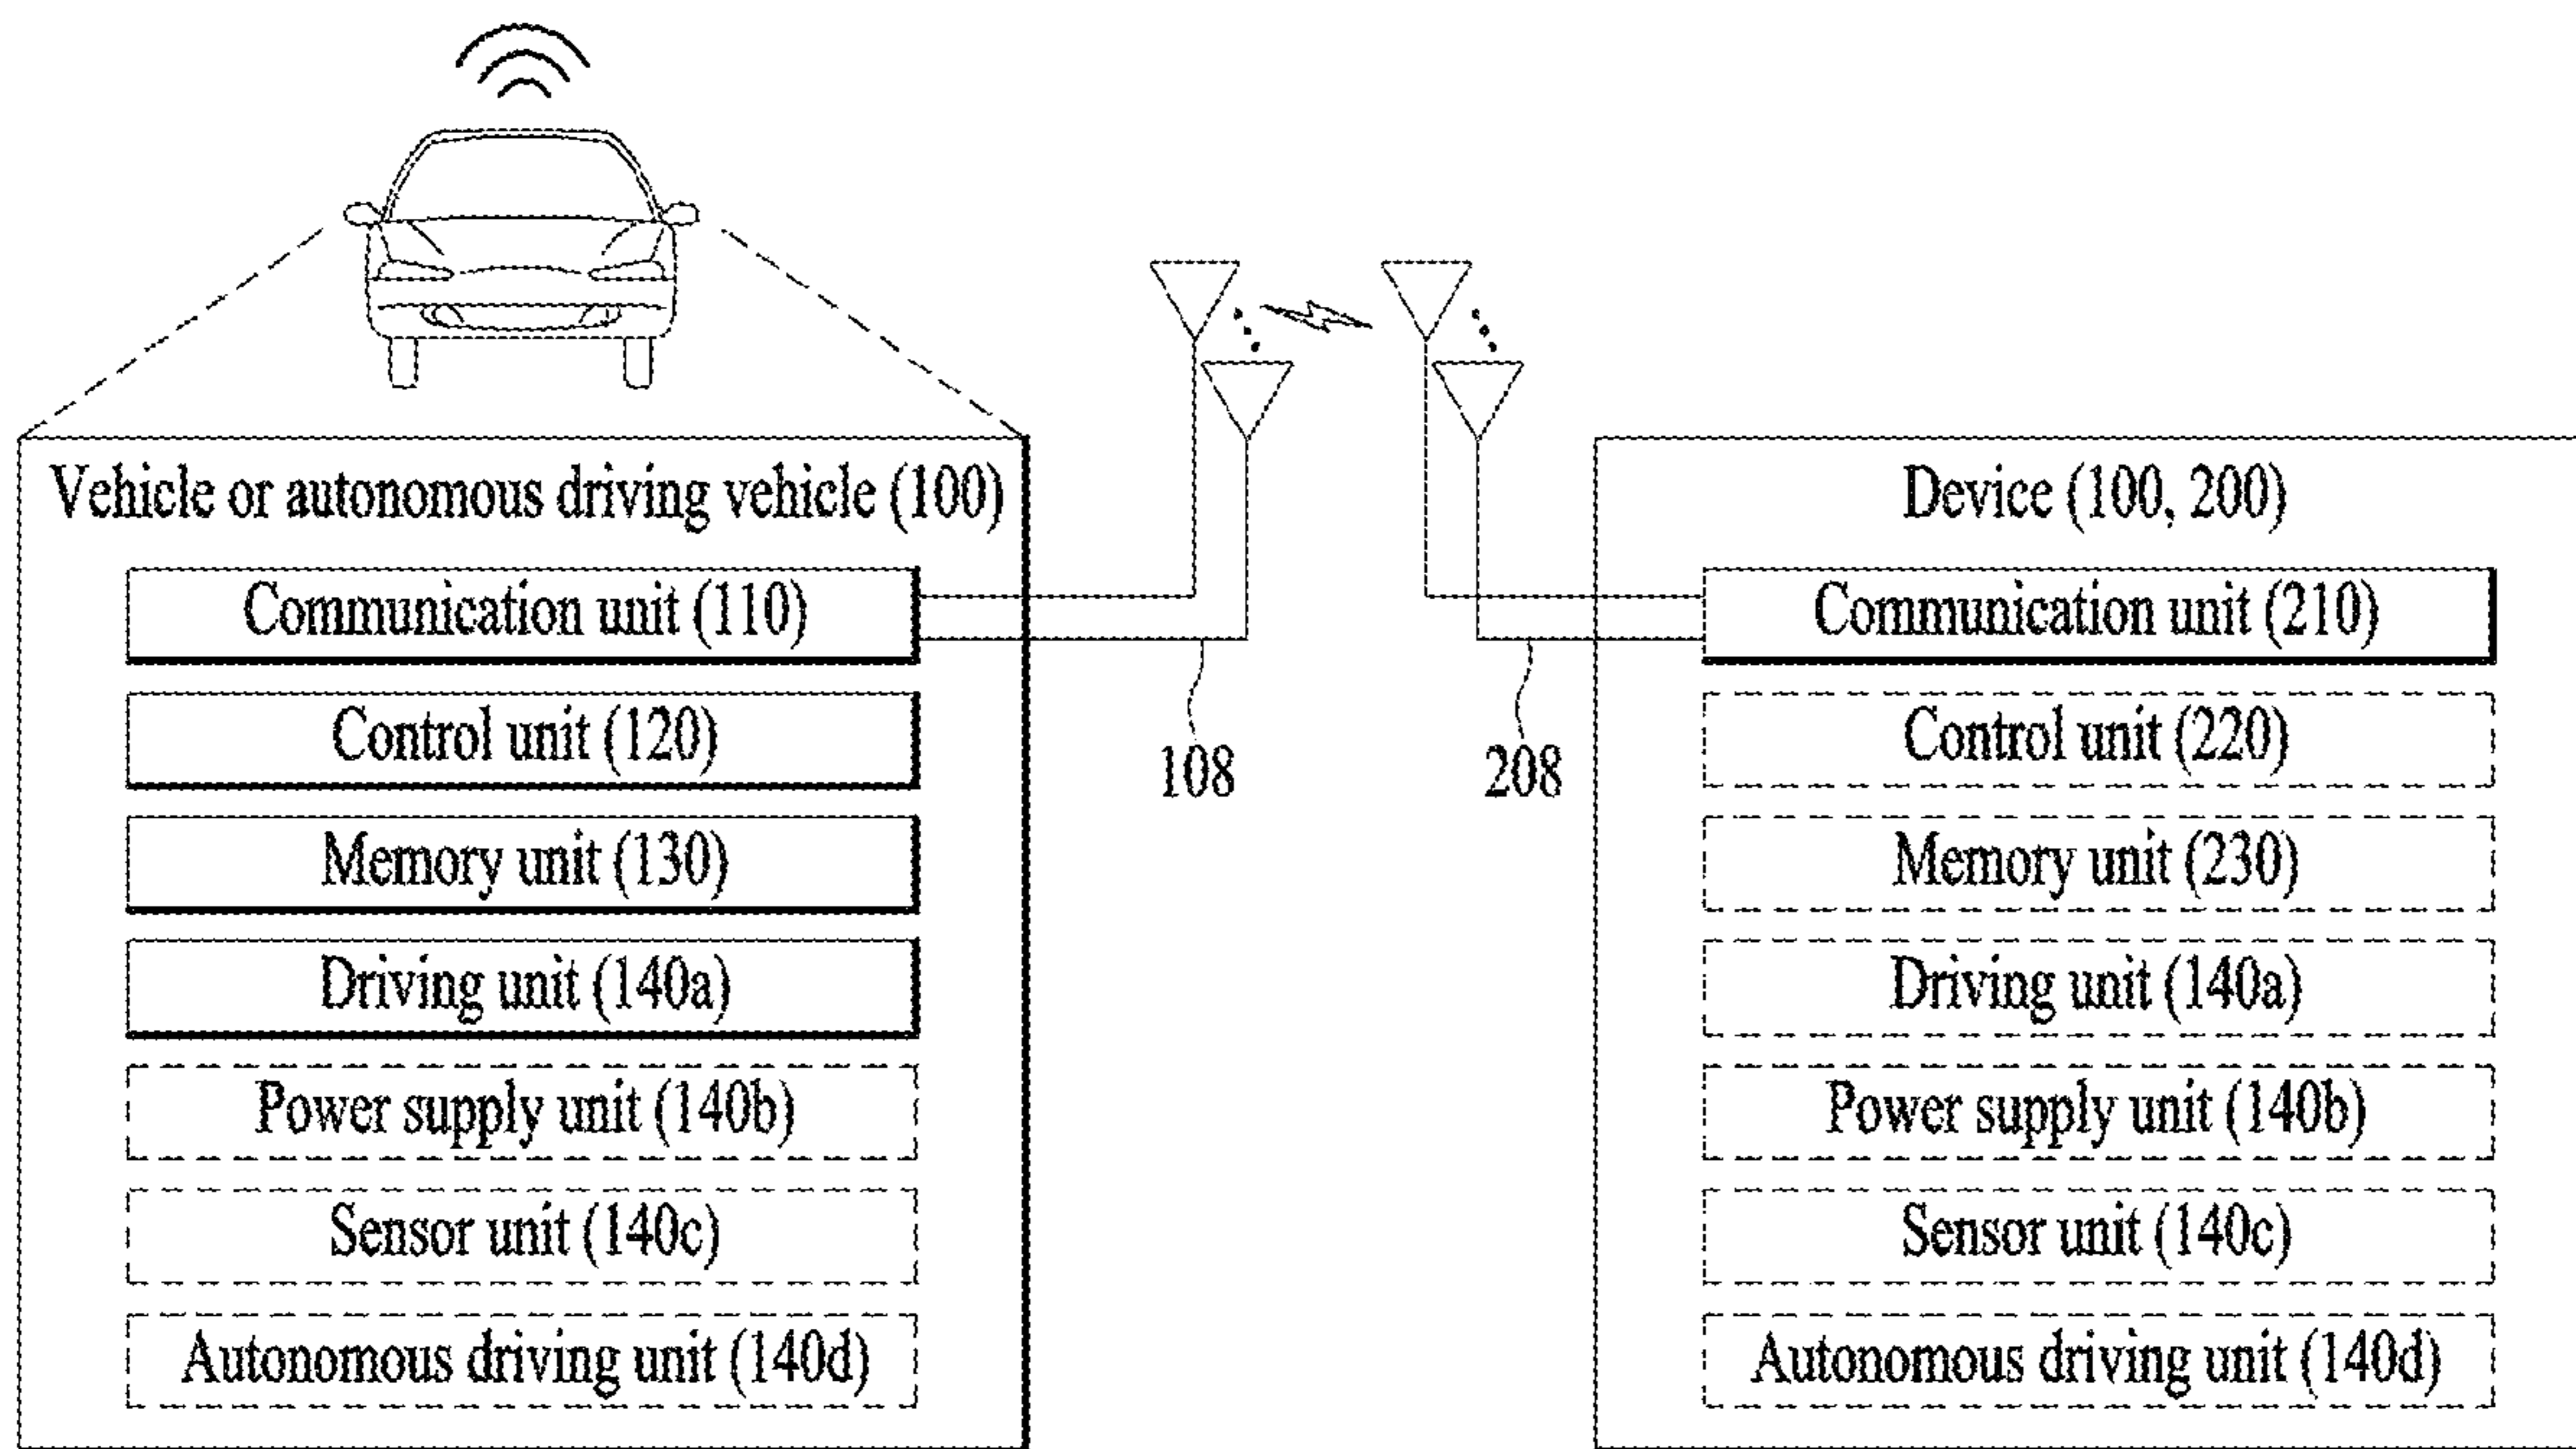 Vehicle or autonomous driving vehicle (100)
Communication unit (110)
Control unit (120)
Memory unit (130)
Driving unit (140a)
Power supply unit (140b)
Sensor unit (140c)
Autonomous driving unit (140d)
108
208
Device (100, 200)
Communication unit (210)
Control unit (220)
Memory unit (230)
Driving unit (140a)
Power supply unit (140b)
Sensor unit (140c)
Autonomous driving unit (140d)